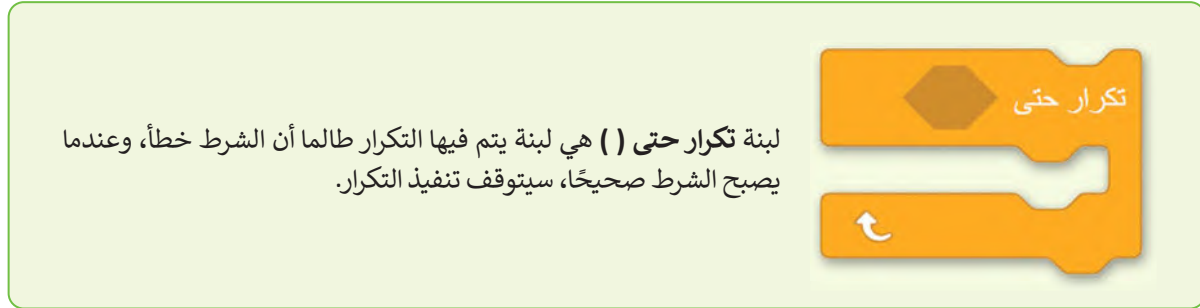 تكرار حتى
لبنة تكرار حتى ( ) هي لبنة يتم فيها التكرار طالما أن الشرط خطأ، وعندما
يصبح الشرط صحيحًا، سيتوقف تنفيذ التكرار.